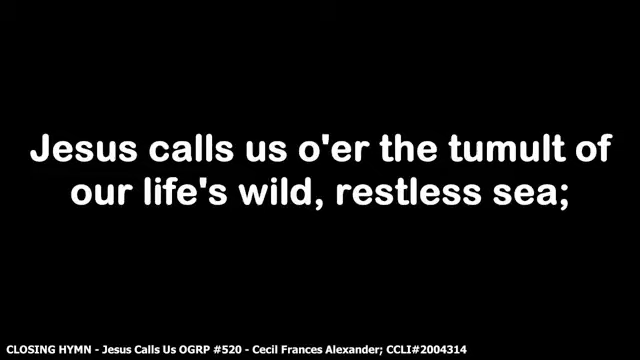 Jesus calls us o'er the tumult of
our life's wild, restless sea;
CLOSING HYMN - Jesus Calls Us OGRP #520 - Cecil Frances Alexander; CCLI#2004314